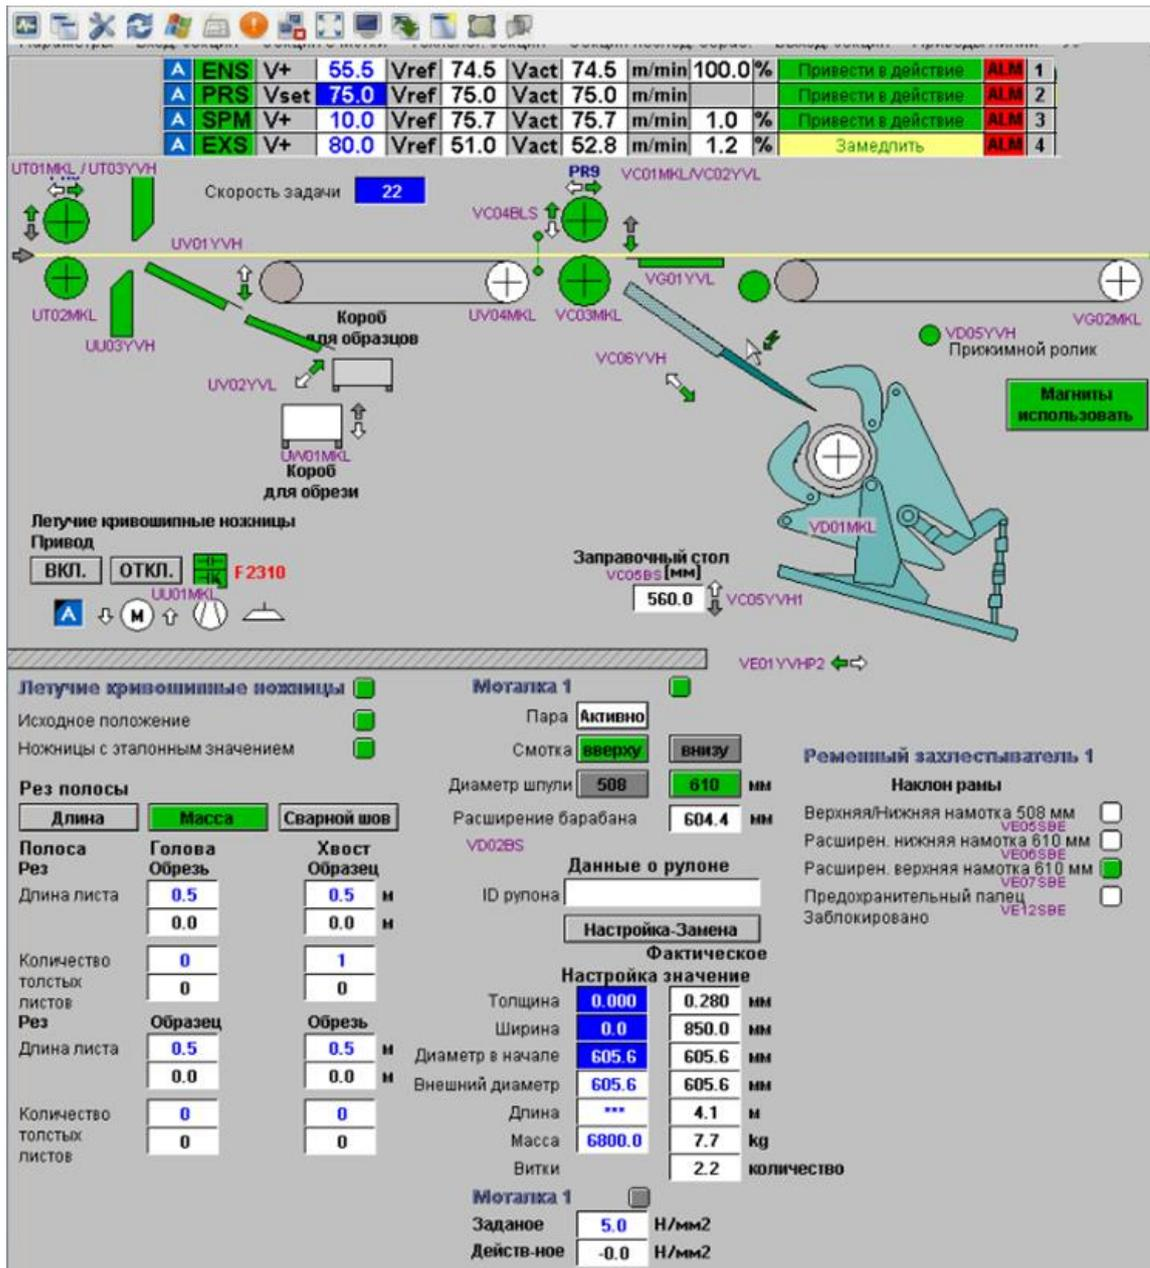 A ENS V+ 55.5 Vref 74.5 Vact 74.5 m/min 100.0 % Привести в действие ALM 1
A PRS Vset 75.0 Vref 75.0 Vact 75.0 m/min Привести в действие ALM 2
A SPM V+ 10.0 Vref 75.7 Vact 75.7 m/min 1.0 % Привести в действие ALM 3
A EXS V+ 80.0 Vref 51.0 Vact 52.8 m/min 1.2 % Замедлить ALM 4
UT01MKL / UT03YVH
Скорость задачи 22
PR9
VC01MKL/VC02YVL
VC04BLS
UV01YVH
VG01YVL
UT02MKL
UV04MKL
VC03MKL
VG02MKL
UU03YVH
Короб
для образцов
UV02YVL
VC06YVH
VD05YVH
Прижимной ролик
Магниты
использовать
UW01MKL
Короб
для обрези
Летучие кривошипные ножницы
Привод
ВКЛ. ОТКЛ. F2310
UU01MKL
A M
VD01MKL
Заправочный стол
VC05BS [мм]
560.0 VC05YVH1
VE01YVHP2
Летучие кривошипные ножницы
Исходное положение
Ножницы с эталонным значением
Рез полосы
Длина Масса Сварной шов
Полоса Голова Хвост
Рез Обрезь Образец
Длина листа 0.5 0.5 м
0.0 0.0 м
Количество 0 1
толстых 0 0
листов
Рез Образец Обрезь
Длина листа 0.5 0.5 м
0.0 0.0 м
Количество 0 0
толстых 0 0
листов
Моталка 1
Пара Активно
Смотка вверху внизу
Диаметр шпули 508 610 мм
Расширение барабана 604.4 мм
VD02BS
Данные о рулоне
ID рулона
Настройка-Замена
Фактическое
Настройка значение
Толщина 0.000 0.280 мм
Ширина 0.0 850.0 мм
Диаметр в начале 605.6 605.6 мм
Внешний диаметр 605.6 605.6 мм
Длина *** 4.1 м
Масса 6800.0 7.7 kg
Витки 2.2 количество
Моталка 1
Заданое 5.0 Н/мм2
Действ-ное -0.0 Н/мм2
Ременный захлестыватель 1
Наклон рамы
Верхняя/Нижняя намотка 508 мм
VE05SBE
Расширен. нижняя намотка 610 мм
VE06SBE
Расширен. верхняя намотка 610 мм
VE07SBE
Предохранительный палец
VE12SBE
Заблокировано